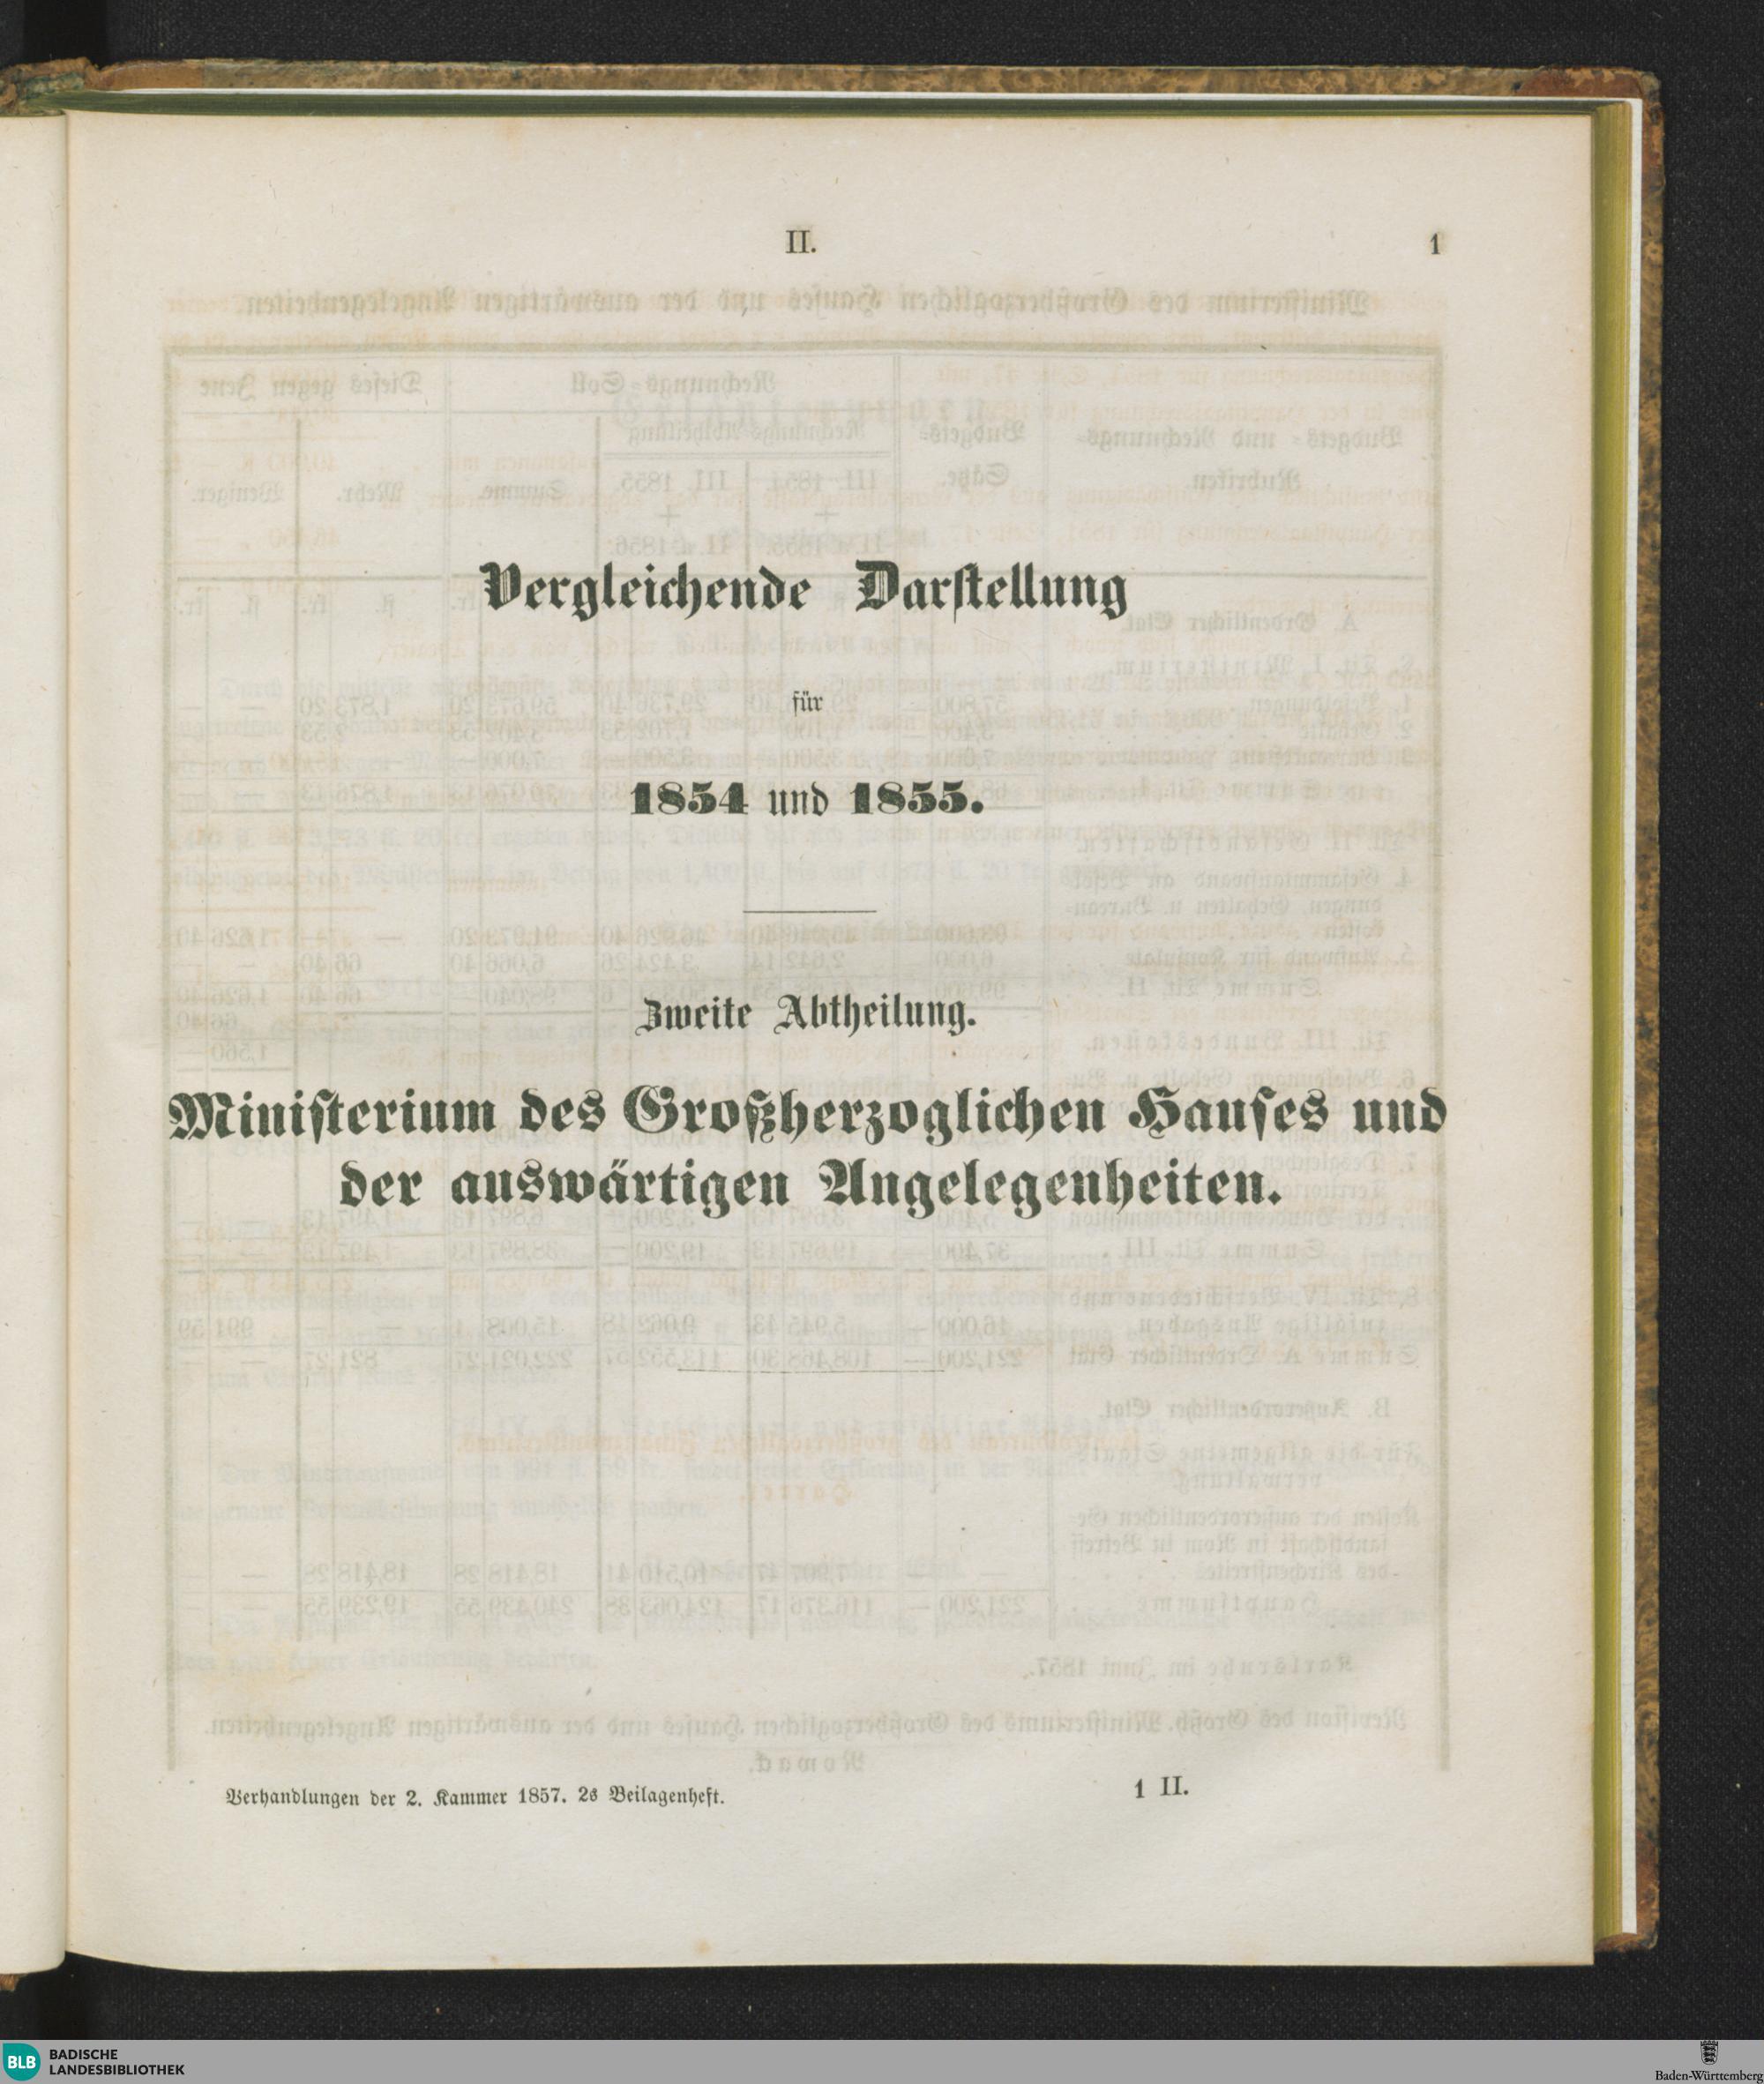 II.
1
Vergleichende Darstellung
für
1854 und 1855.
Zweite Abtheilung.
Ministerium des Großherzoglichen Hauses und
der auswärtigen Angelegenheiten.
Verhandlungen der 2. Kammer 1857. 2s Beilagenheft.
1 II.
BLB BADISCHE
LANDESBIBLIOTHEK
Baden-Württemberg